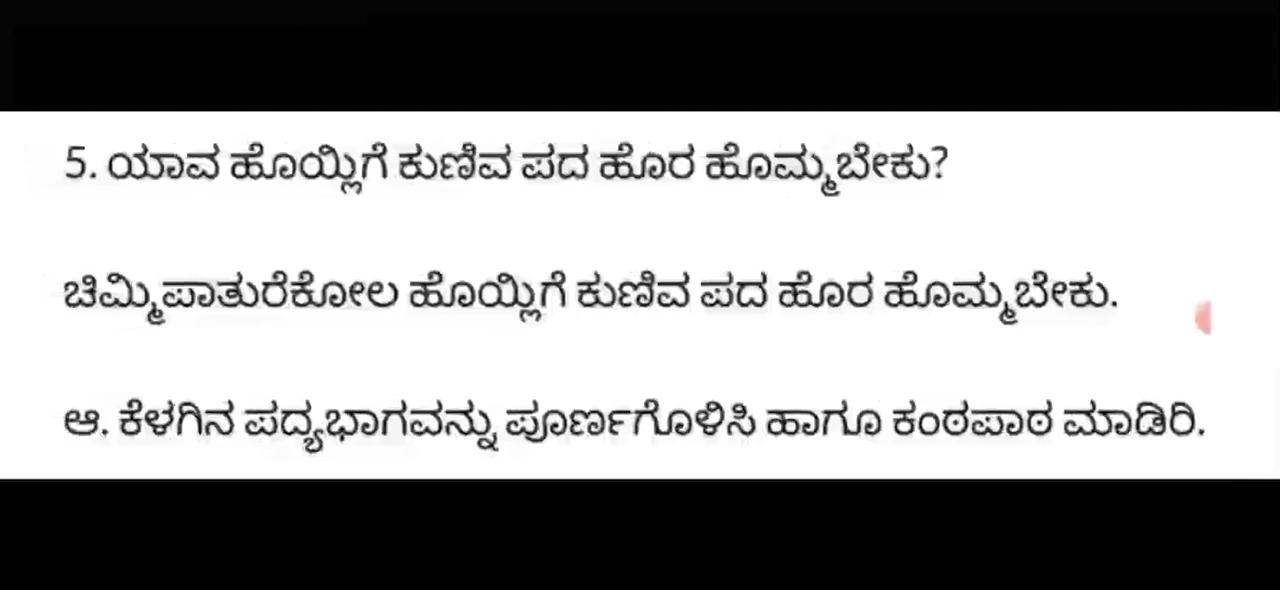 5. ಯಾವ ಹೊಯ್ಲಿಗೆ ಕುಣಿವ ಪದ ಹೊರ ಹೊಮ್ಮಬೇಕು?
ಚಿಮ್ಮಿಪಾತುರೆಕೋಲ ಹೊಯ್ಲಿಗೆ ಕುಣಿವ ಪದ ಹೊರ ಹೊಮ್ಮಬೇಕು.
ಆ. ಕೆಳಗಿನ ಪದ್ಯಭಾಗವನ್ನು ಪೂರ್ಣಗೊಳಿಸಿ ಹಾಗೂ ಕಂಠಪಾಠ ಮಾಡಿರಿ.